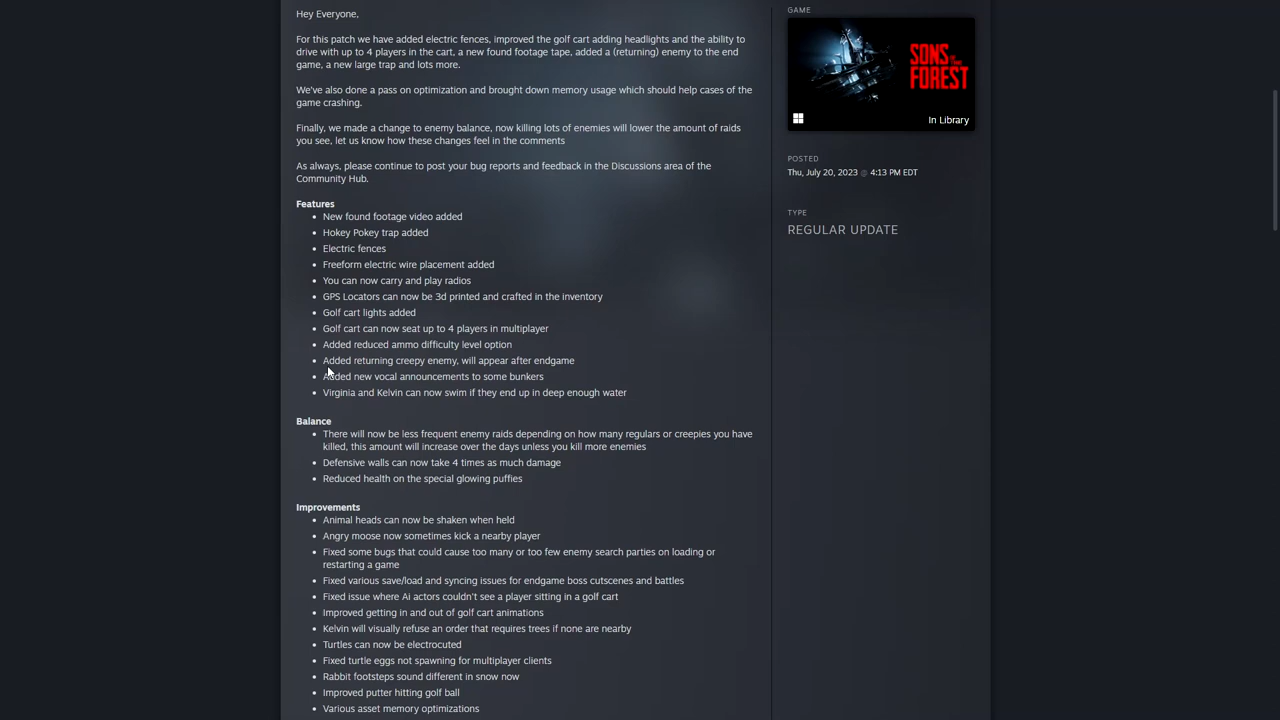 Hey Everyone,
For this patch we have added electric fences, improved the golf cart adding headlights and the ability to
drive with up to 4 players in the cart, a new found footage tape, added a (returning) enemy to the end
game, a new large trap and lots more.
We've also done a pass on optimization and brought down memory usage which should help cases of the
game crashing.
Finally, we made a change to enemy balance, now killing lots of enemies will lower the amount of raids
you see, let us know how these changes feel in the comments
As always, please continue to post your bug reports and feedback in the Discussions area of the
Community Hub.
Features
New found footage video added
Hokey Pokey trap added
Electric fences
Freeform electric wire placement added
You can now carry and play radios
GPS Locators can now be 3d printed and crafted in the inventory
Golf cart lights added
Golf cart can now seat up to 4 players in multiplayer
Added reduced ammo difficulty level option
Added returning creepy enemy, will appear after endgame
Added new vocal announcements to some bunkers
Virginia and Kelvin can now swim if they end up in deep enough water
Balance
There will now be less frequent enemy raids depending on how many regulars or creepies you have
killed, this amount will increase over the days unless you kill more enemies
Defensive walls can now take 4 times as much damage
Reduced health on the special glowing puffies
Improvements
Animal heads can now be shaken when held
Angry moose now sometimes kick a nearby player
Fixed some bugs that could cause too many or too few enemy search parties on loading or
restarting a game
Fixed various save/load and syncing issues for endgame boss cutscenes and battles
Fixed issue where Ai actors couldn't see a player sitting in a golf cart
Improved getting in and out of golf cart animations
Kelvin will visually refuse an order that requires trees if none are nearby
Turtles can now be electrocuted
Fixed turtle eggs not spawning for multiplayer clients
Rabbit footsteps sound different in snow now
Improved putter hitting golf ball
Various asset memory optimizations
GAME
SONS OF THE
FOREST
In Library
POSTED
Thu, July 20, 2023 @ 4:13 PM EDT
TYPE
REGULAR UPDATE